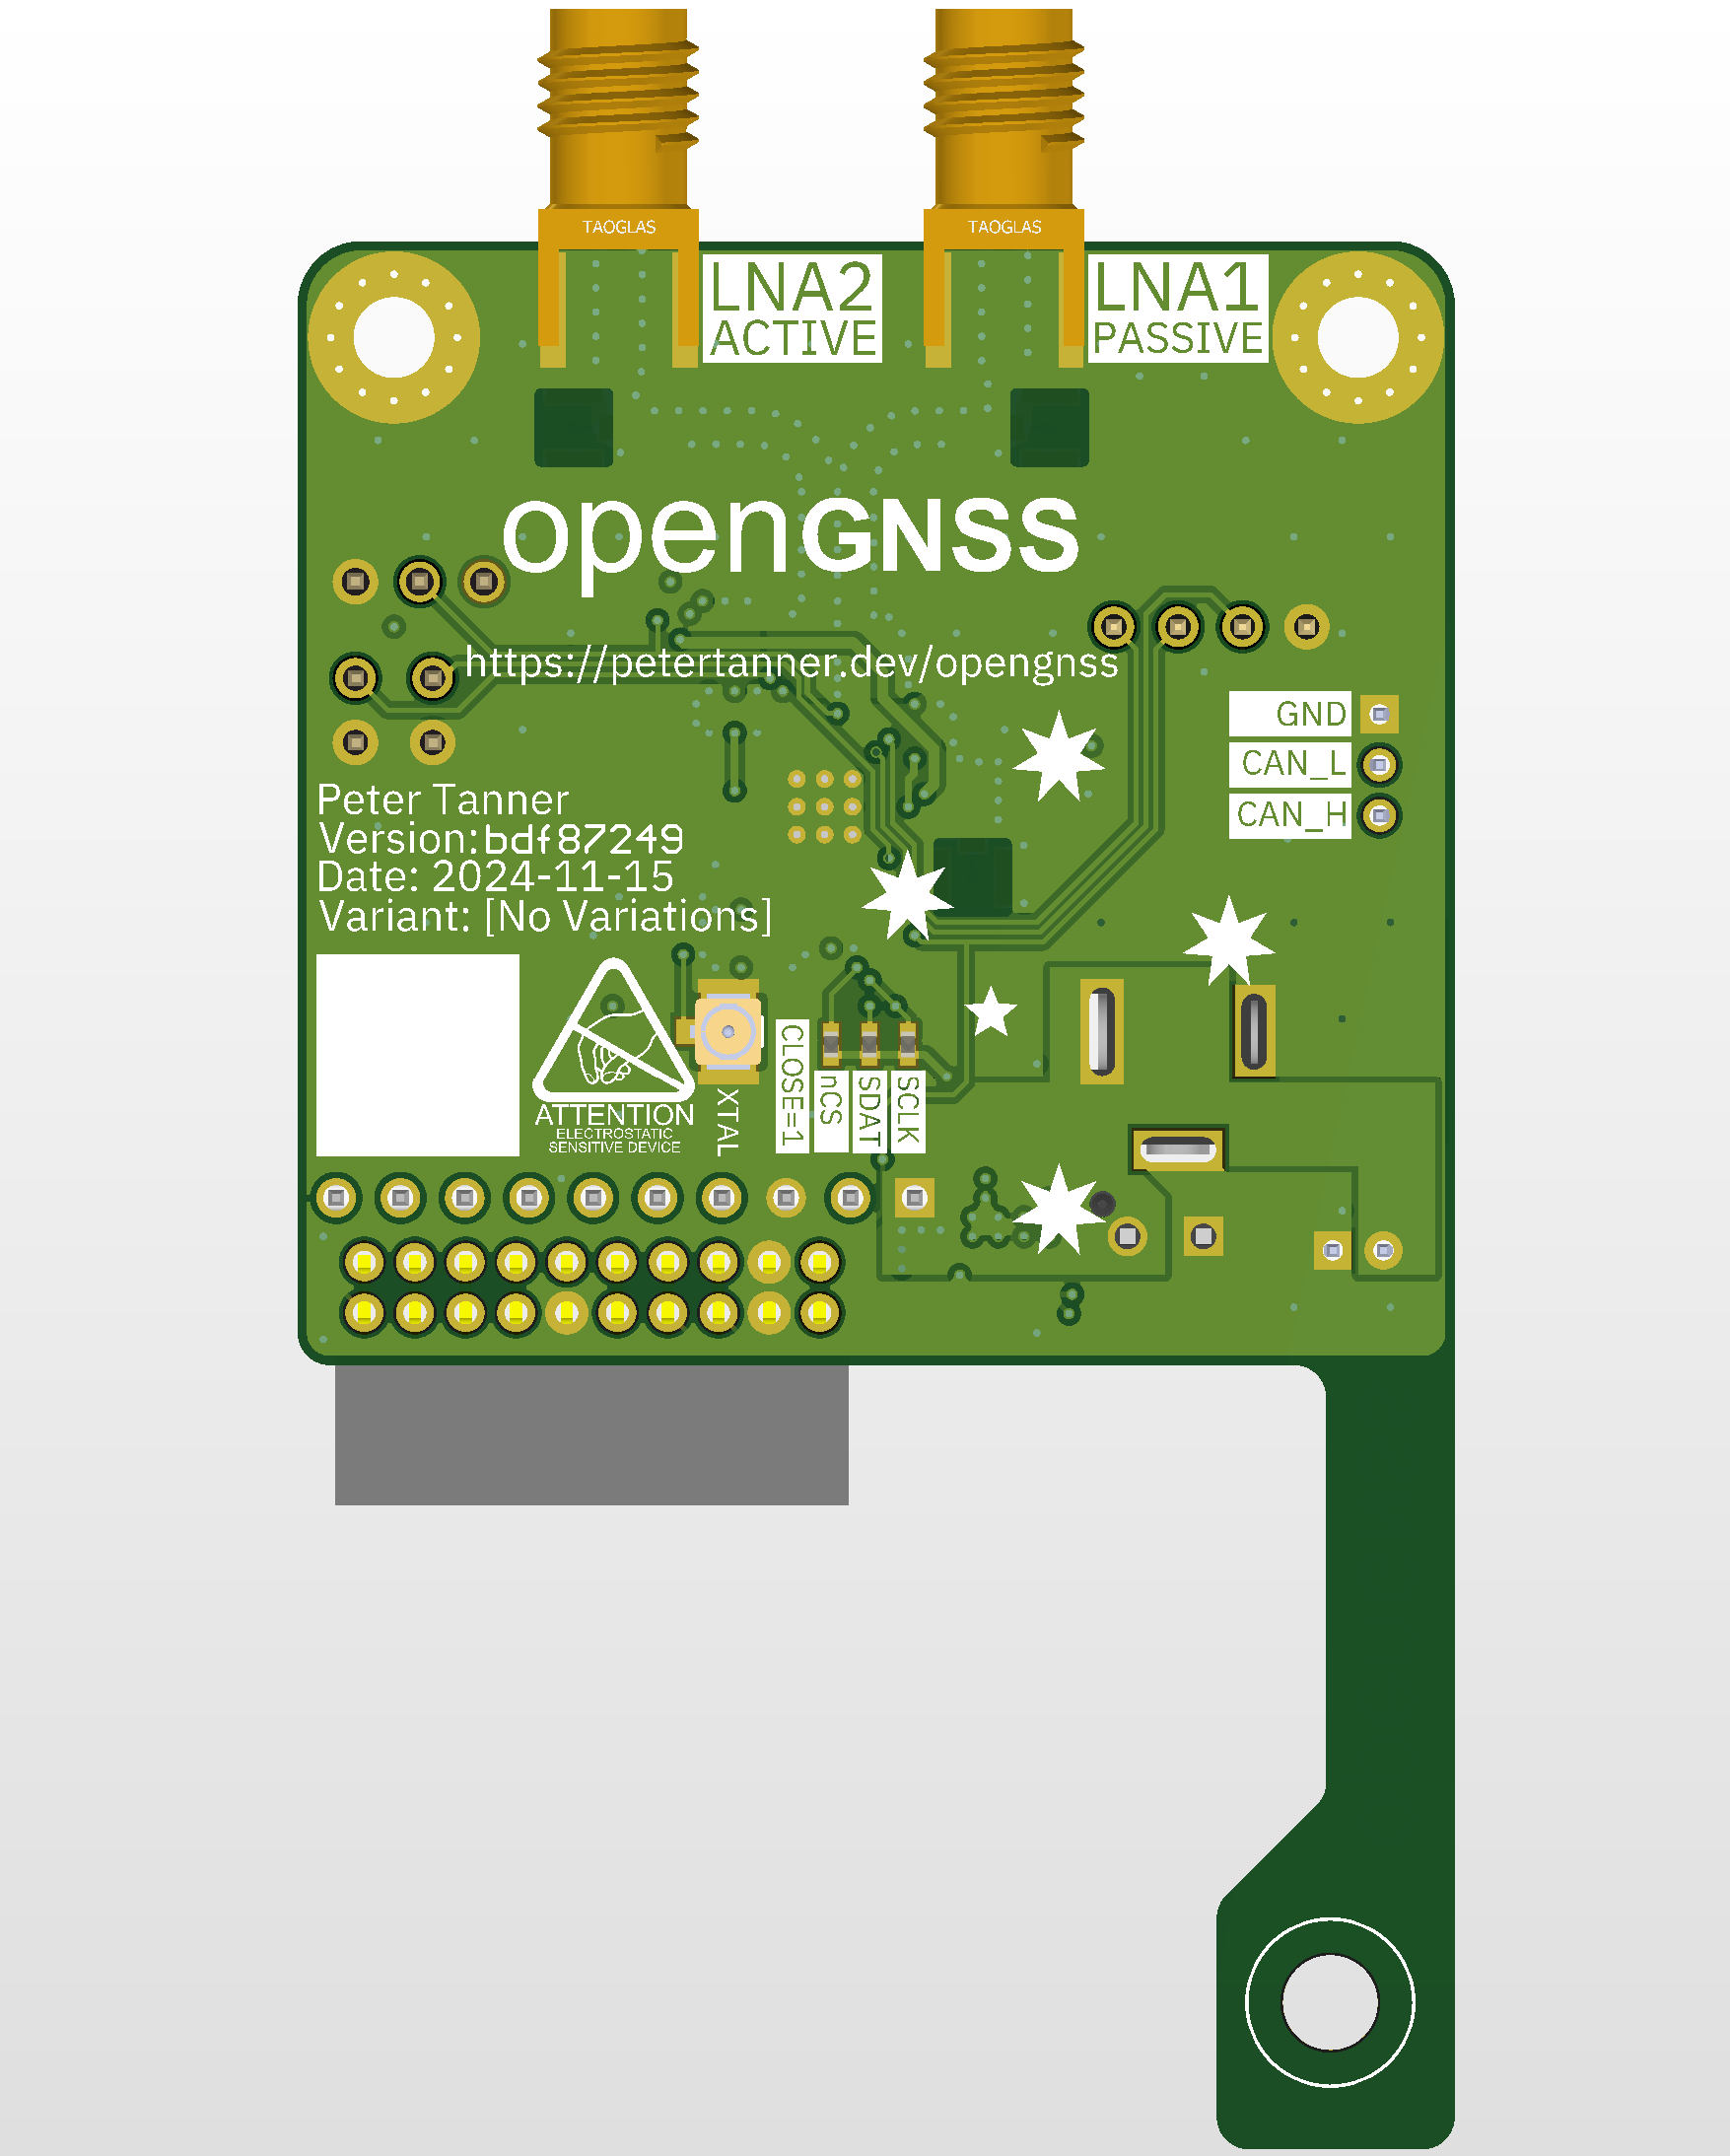 TAOGLAS
TAOGLAS
LNA2
ACTIVE
LNA1
PASSIVE
openGNSS
https://petertanner.dev/opengnss
GND
CAN_L
CAN_H
Peter Tanner
Version:bdf87249
Date: 2024-11-15
Variant: [No Variations]
ATTENTION
ELECTROSTATIC
SENSITIVE DEVICE
XTAL
CLOSE=1
nCS
SDAT
SCLK